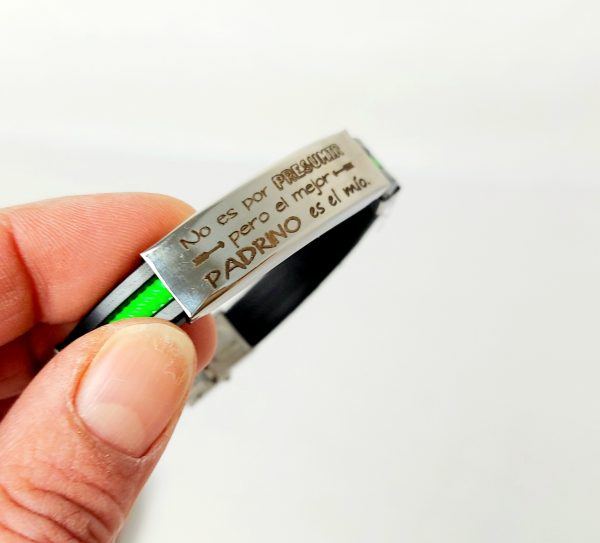 No es por PRESUMIR
pero el mejor
PADRINO es el mío.